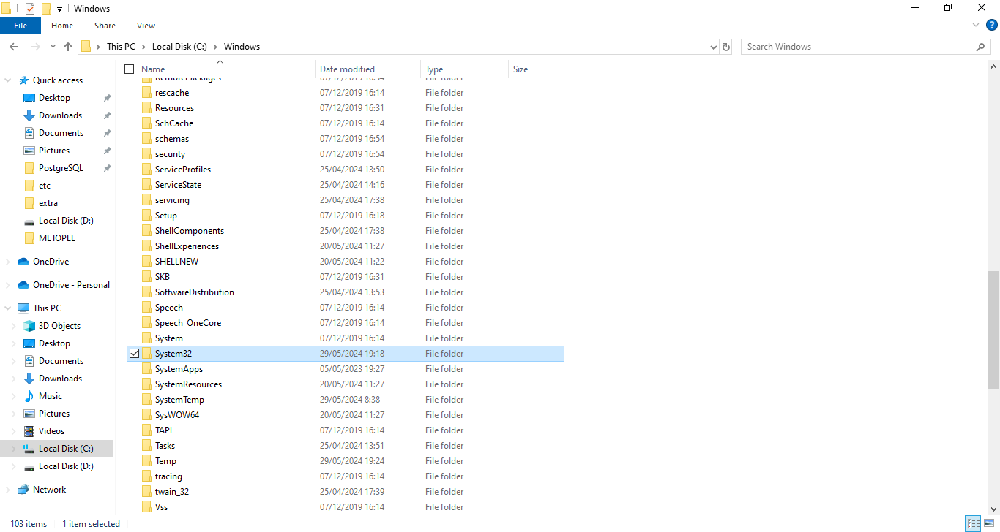 Windows
File Home Share View
This PC Local Disk (C:) Windows
Search Windows
Quick access
Desktop
Downloads
Documents
Pictures
PostgreSQL
etc
extra
Local Disk (D:)
METOPEL
OneDrive
OneDrive - Personal
This PC
3D Objects
Desktop
Documents
Downloads
Music
Pictures
Videos
Local Disk (C:)
Local Disk (D:)
Network
Name Date modified Type Size
RemotePackages 07/12/2019 16:54 File folder
rescache 07/12/2019 16:14 File folder
Resources 07/12/2019 16:31 File folder
SchCache 07/12/2019 16:14 File folder
schemas 07/12/2019 16:54 File folder
security 07/12/2019 16:54 File folder
ServiceProfiles 25/04/2024 13:50 File folder
ServiceState 25/04/2024 14:16 File folder
servicing 25/04/2024 17:38 File folder
Setup 07/12/2019 16:18 File folder
ShellComponents 25/04/2024 17:38 File folder
ShellExperiences 20/05/2024 11:27 File folder
SHELLNEW 20/05/2024 11:22 File folder
SKB 07/12/2019 16:31 File folder
SoftwareDistribution 25/04/2024 13:53 File folder
Speech 07/12/2019 16:14 File folder
Speech_OneCore 07/12/2019 16:14 File folder
System 07/12/2019 16:14 File folder
System32 29/05/2024 19:18 File folder
SystemApps 05/05/2023 19:27 File folder
SystemResources 20/05/2024 11:27 File folder
SystemTemp 29/05/2024 8:38 File folder
SysWOW64 20/05/2024 11:27 File folder
TAPI 07/12/2019 16:14 File folder
Tasks 25/04/2024 13:51 File folder
Temp 29/05/2024 19:24 File folder
tracing 07/12/2019 16:14 File folder
twain_32 25/04/2024 17:39 File folder
Vss 07/12/2019 16:14 File folder
103 items 1 item selected